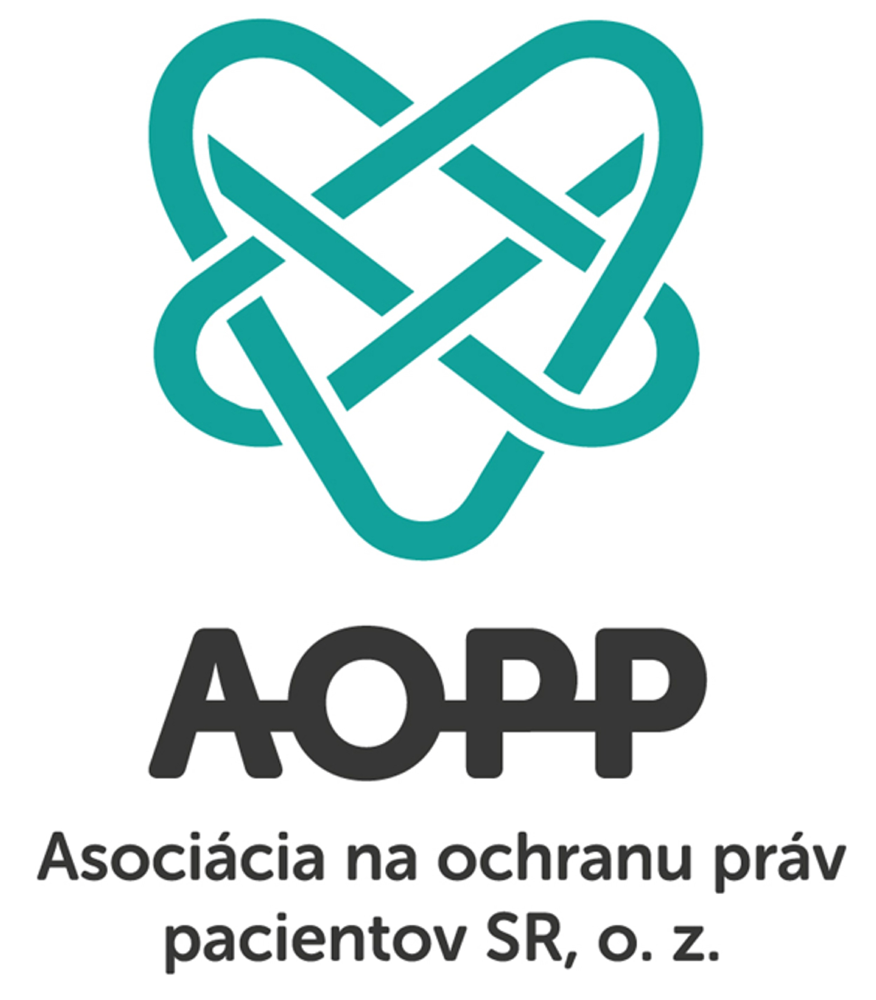 AOPP
Asociácia na ochranu práv
pacientov SR, o. z.